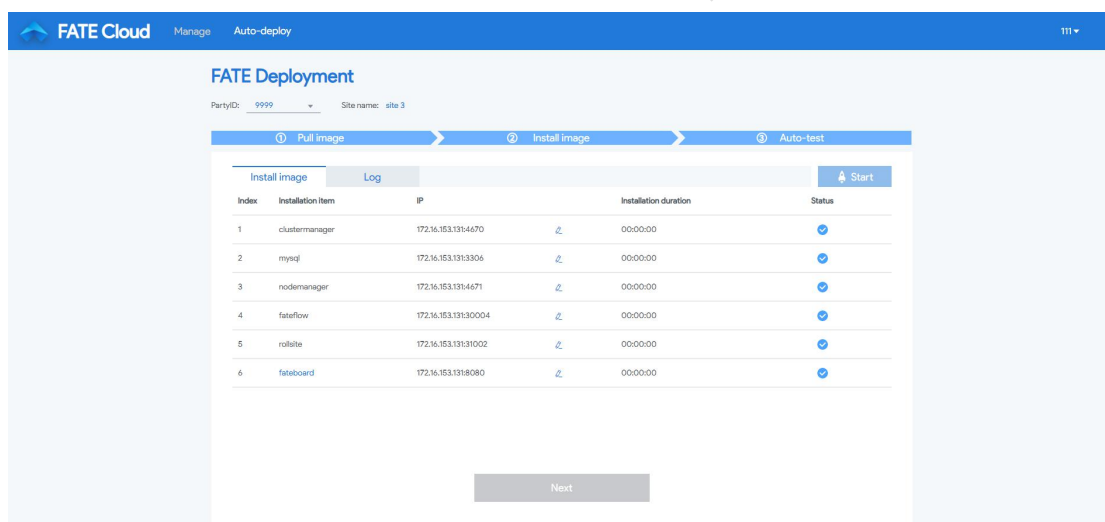 FATE Cloud Manage Auto-deploy 111
FATE Deployment
PartyID: 9999 Site name: site 3
① Pull image ② Install image ③ Auto-test
Install image Log Start
Index Installation item IP Installation duration Status
1 clustermanager 172.16.153.131:4670 00:00:00
2 mysql 172.16.153.131:3306 00:00:00
3 nodemanager 172.16.153.131:4671 00:00:00
4 fateflow 172.16.153.131:30004 00:00:00
5 rollsite 172.16.153.131:31002 00:00:00
6 fateboard 172.16.153.131:8080 00:00:00
Next